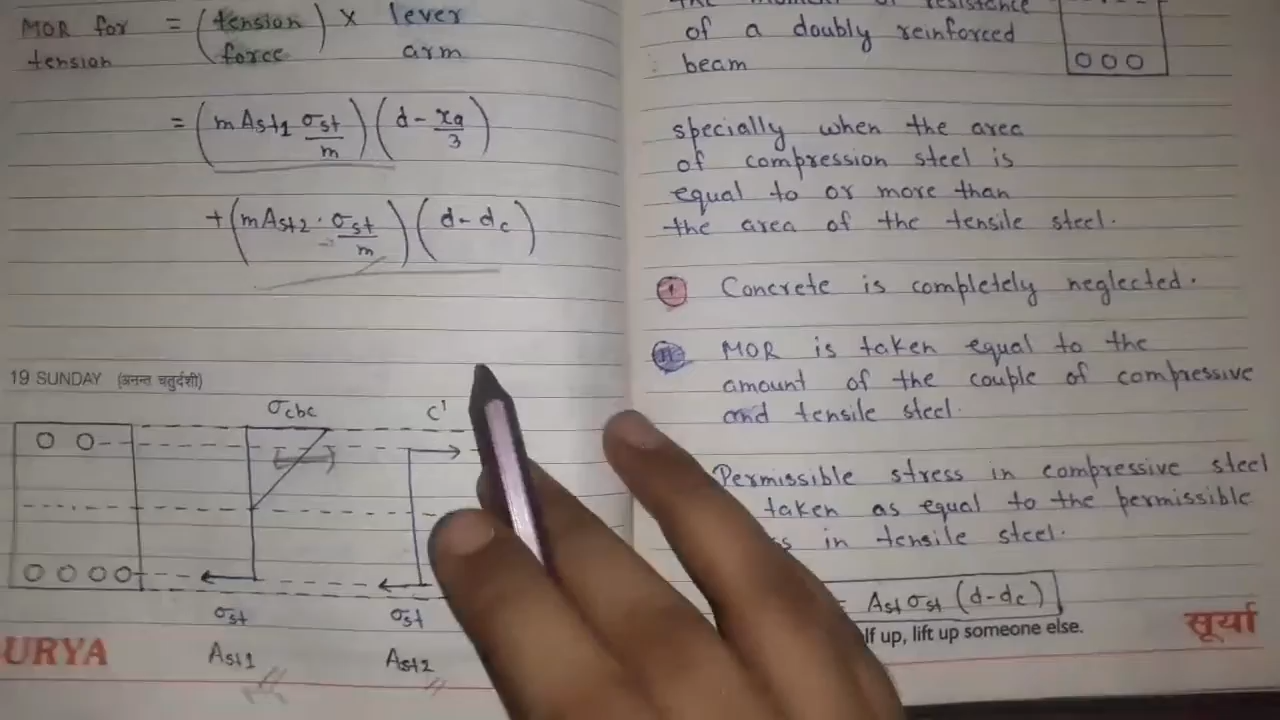 MOR for = (tension force) × lever arm
tension
= (mAst1 σst/m) (d - xa/3)
+ (mAst2 · σst/m) (d - dc)
19 SUNDAY (अनन्त चतुर्दशी)
σcbc C'
σst σst
Ast1 Ast2
URYA
resistance
of a doubly reinforced
beam
specially when the area
of compression steel is
equal to or more than
the area of the tensile steel.
Concrete is completely neglected.
MOR is taken equal to the
amount of the couple of compressive
and tensile steel.
Permissible stress in compressive steel
taken as equal to the permissible
in tensile steel.
= Ast σst (d - dc)
If up, lift up someone else.
सूर्या